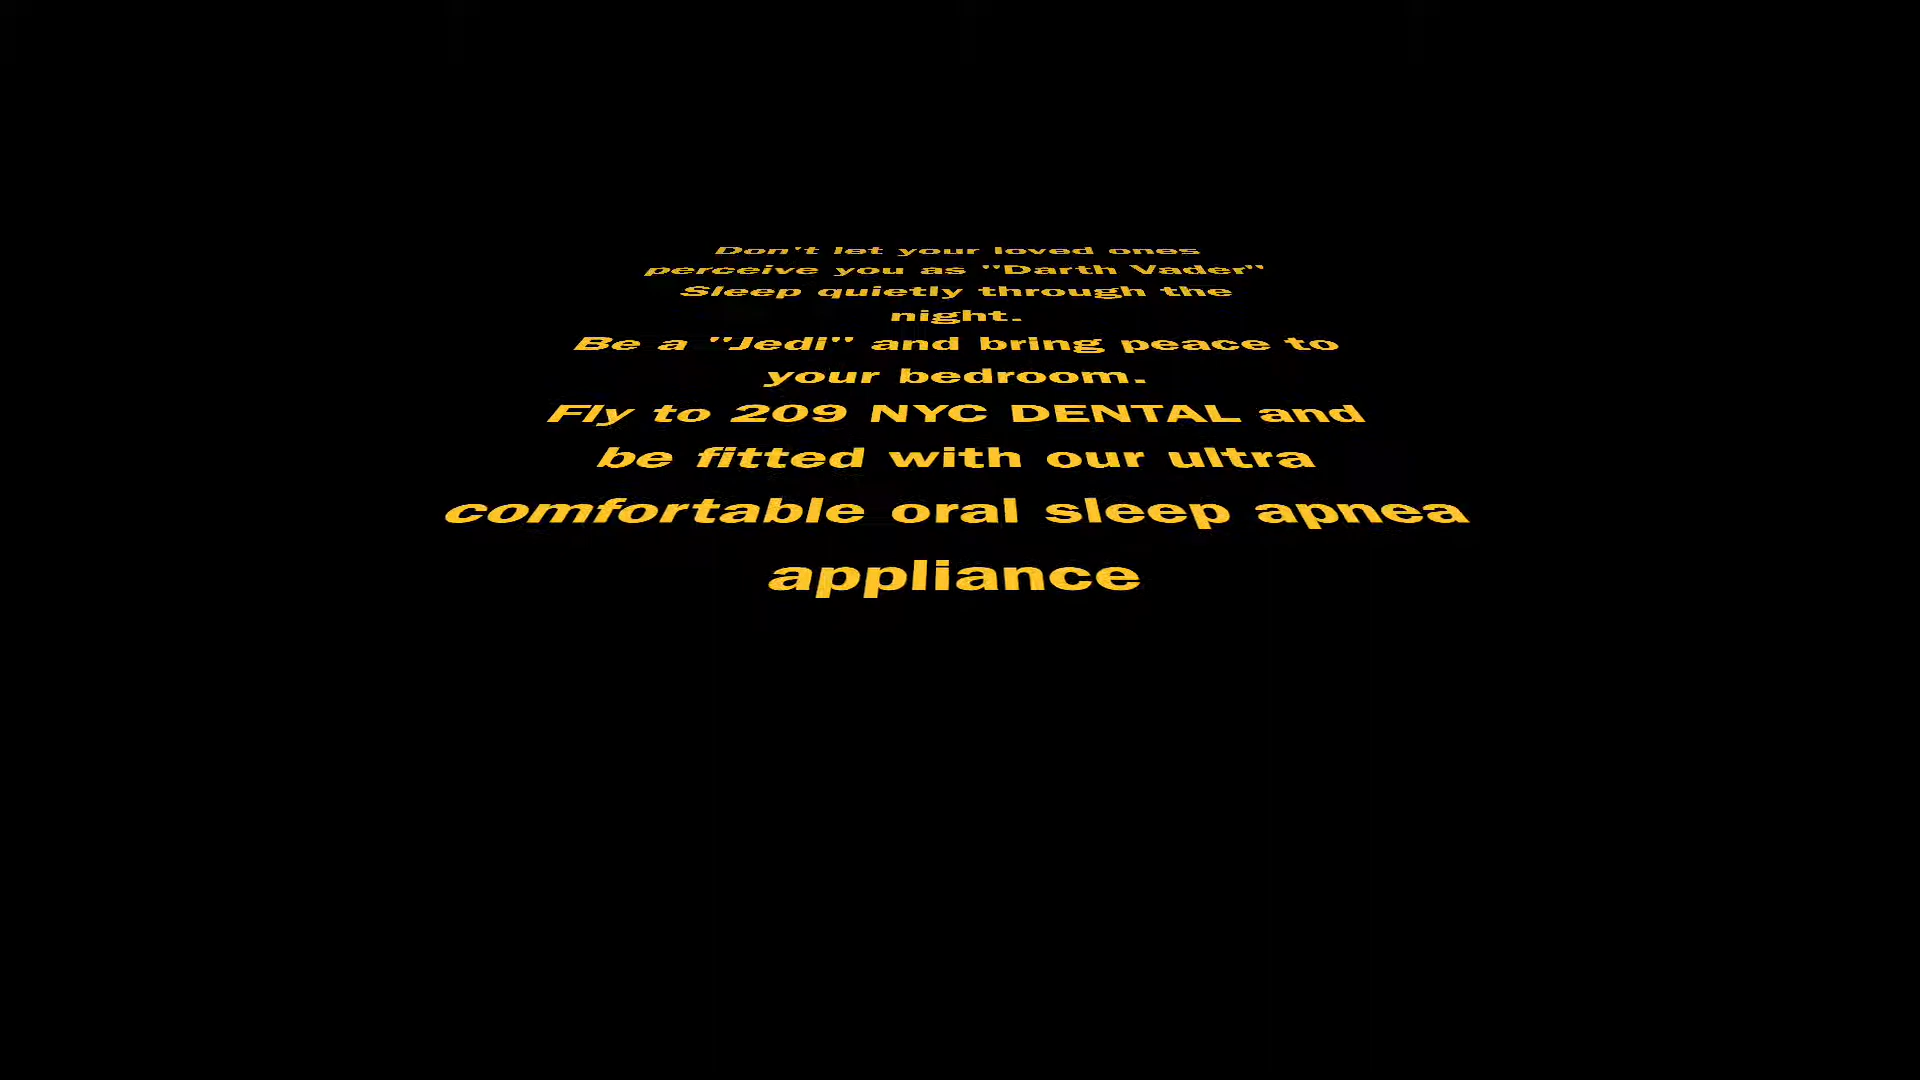 Don't let your loved ones
perceive you as "Darth Vader"
Sleep quietly through the
night.
Be a "Jedi" and bring peace to
your bedroom.
Fly to 209 NYC DENTAL and
be fitted with our ultra
comfortable oral sleep apnea
appliance